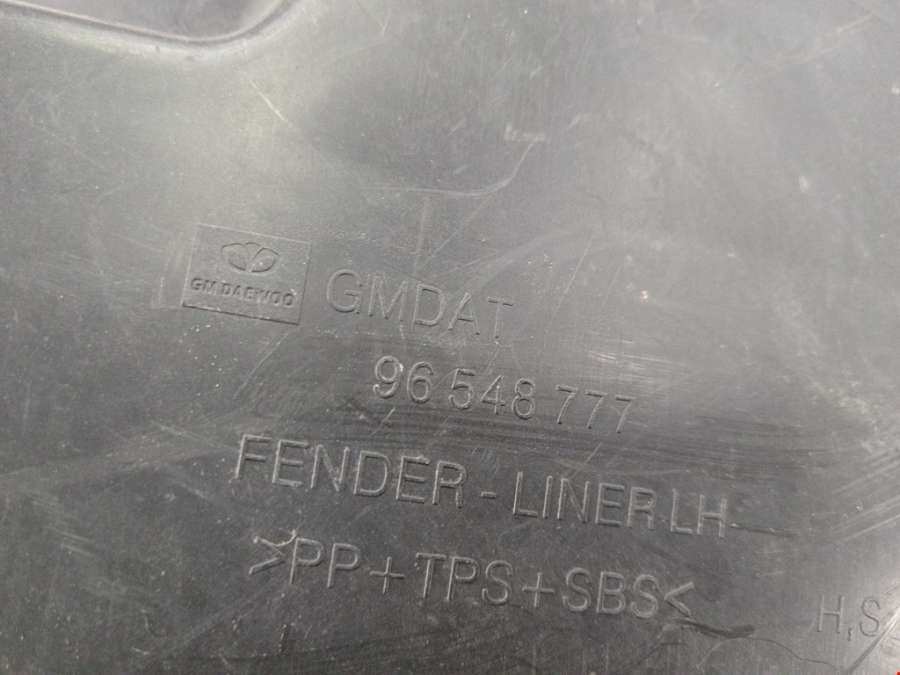 GM DAEWOO
GMDAT
96 548 777
FENDER - LINER LH
>PP+TPS+SBS<
H,S